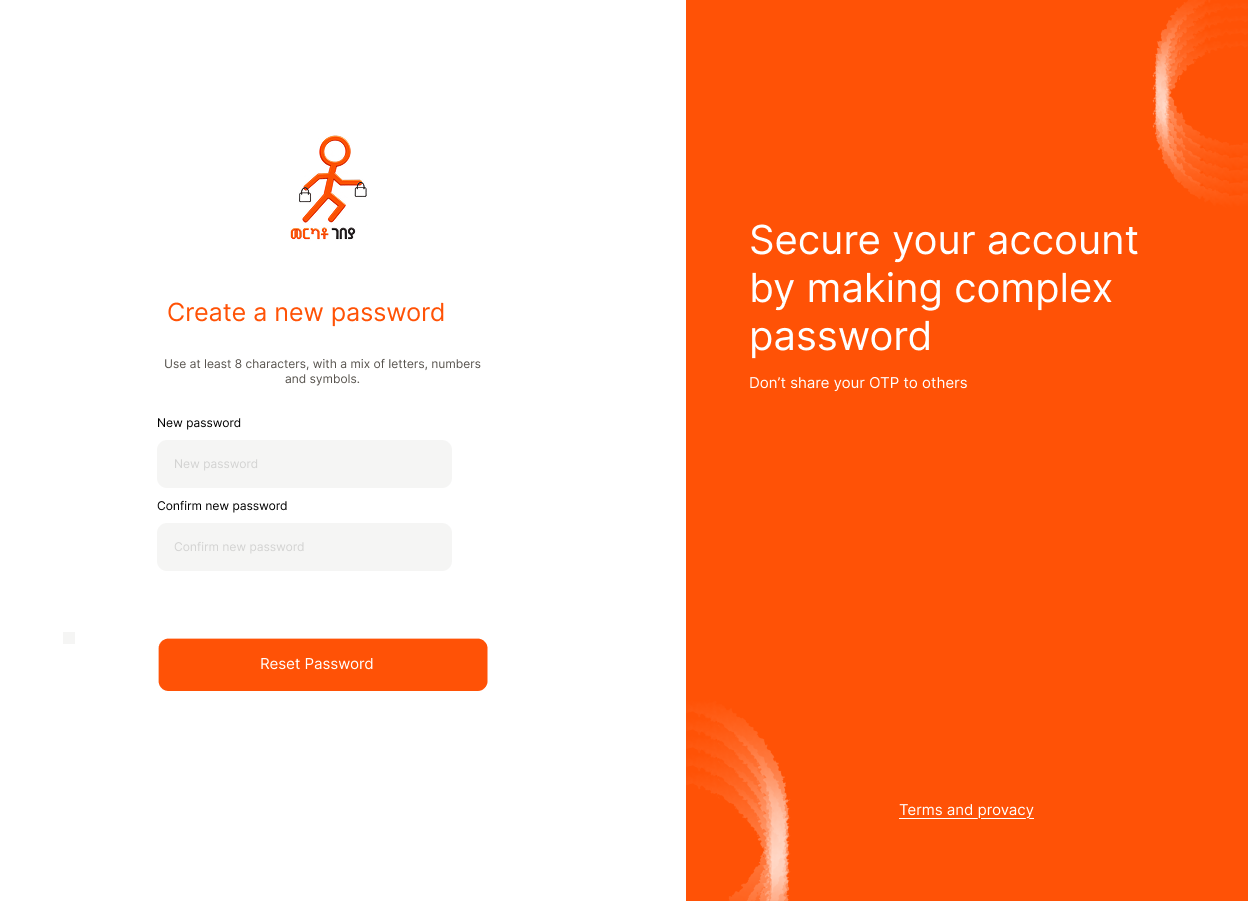 መርካቶ ገበያ
Create a new password
Use at least 8 characters, with a mix of letters, numbers
and symbols.
New password
New password
Confirm new password
Confirm new password
Reset Password
Secure your account
by making complex
password
Don’t share your OTP to others
Terms and provacy